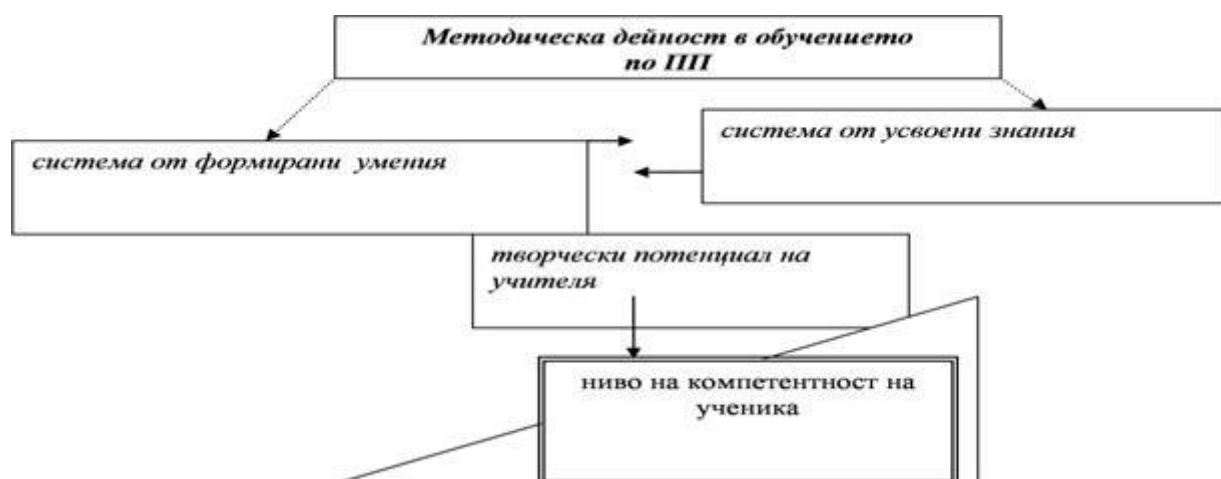 Методическа дейност в обучението
по ПП
система от усвоени знания
система от формирани умения
творчески потенциал на
учителя
ниво на компетентност на
ученика